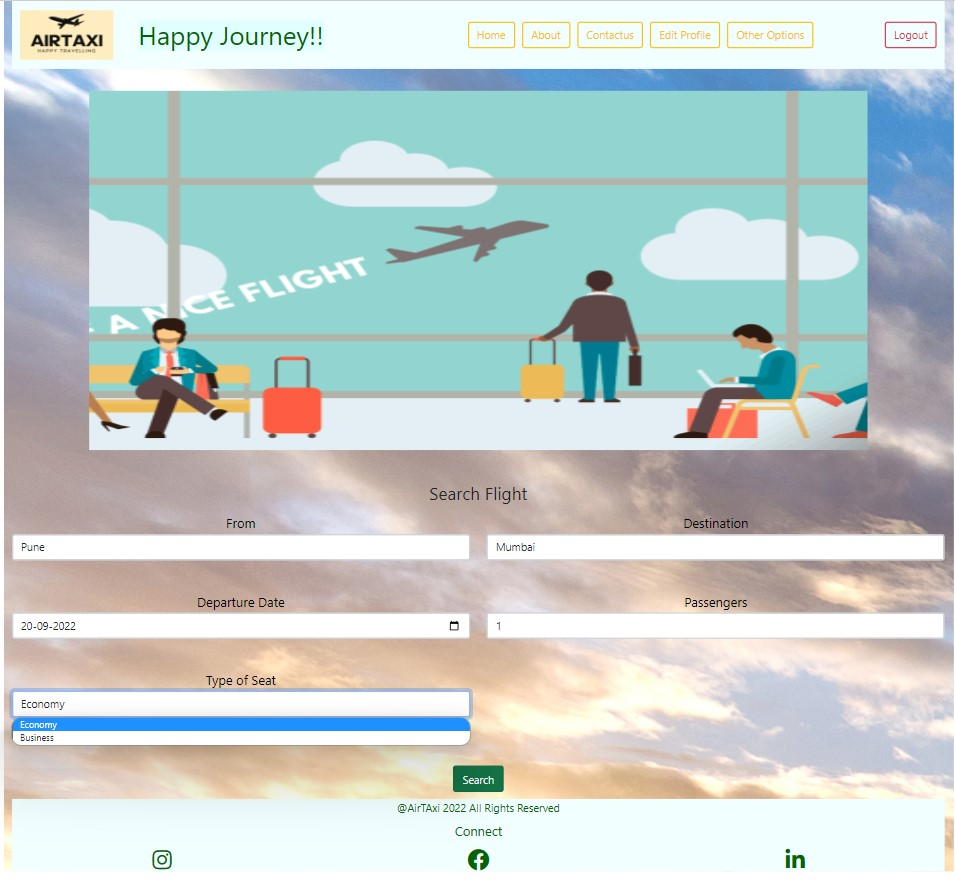 AIRTAXI
HAPPY TRAVELLING
Happy Journey!!
Home
About
Contactus
Edit Profile
Other Options
Logout
A NICE FLIGHT
Search Flight
From
Destination
Pune
Mumbai
Departure Date
Passengers
20-09-2022
1
Type of Seat
Economy
Economy
Business
Search
@AirTAxi 2022 All Rights Reserved
Connect